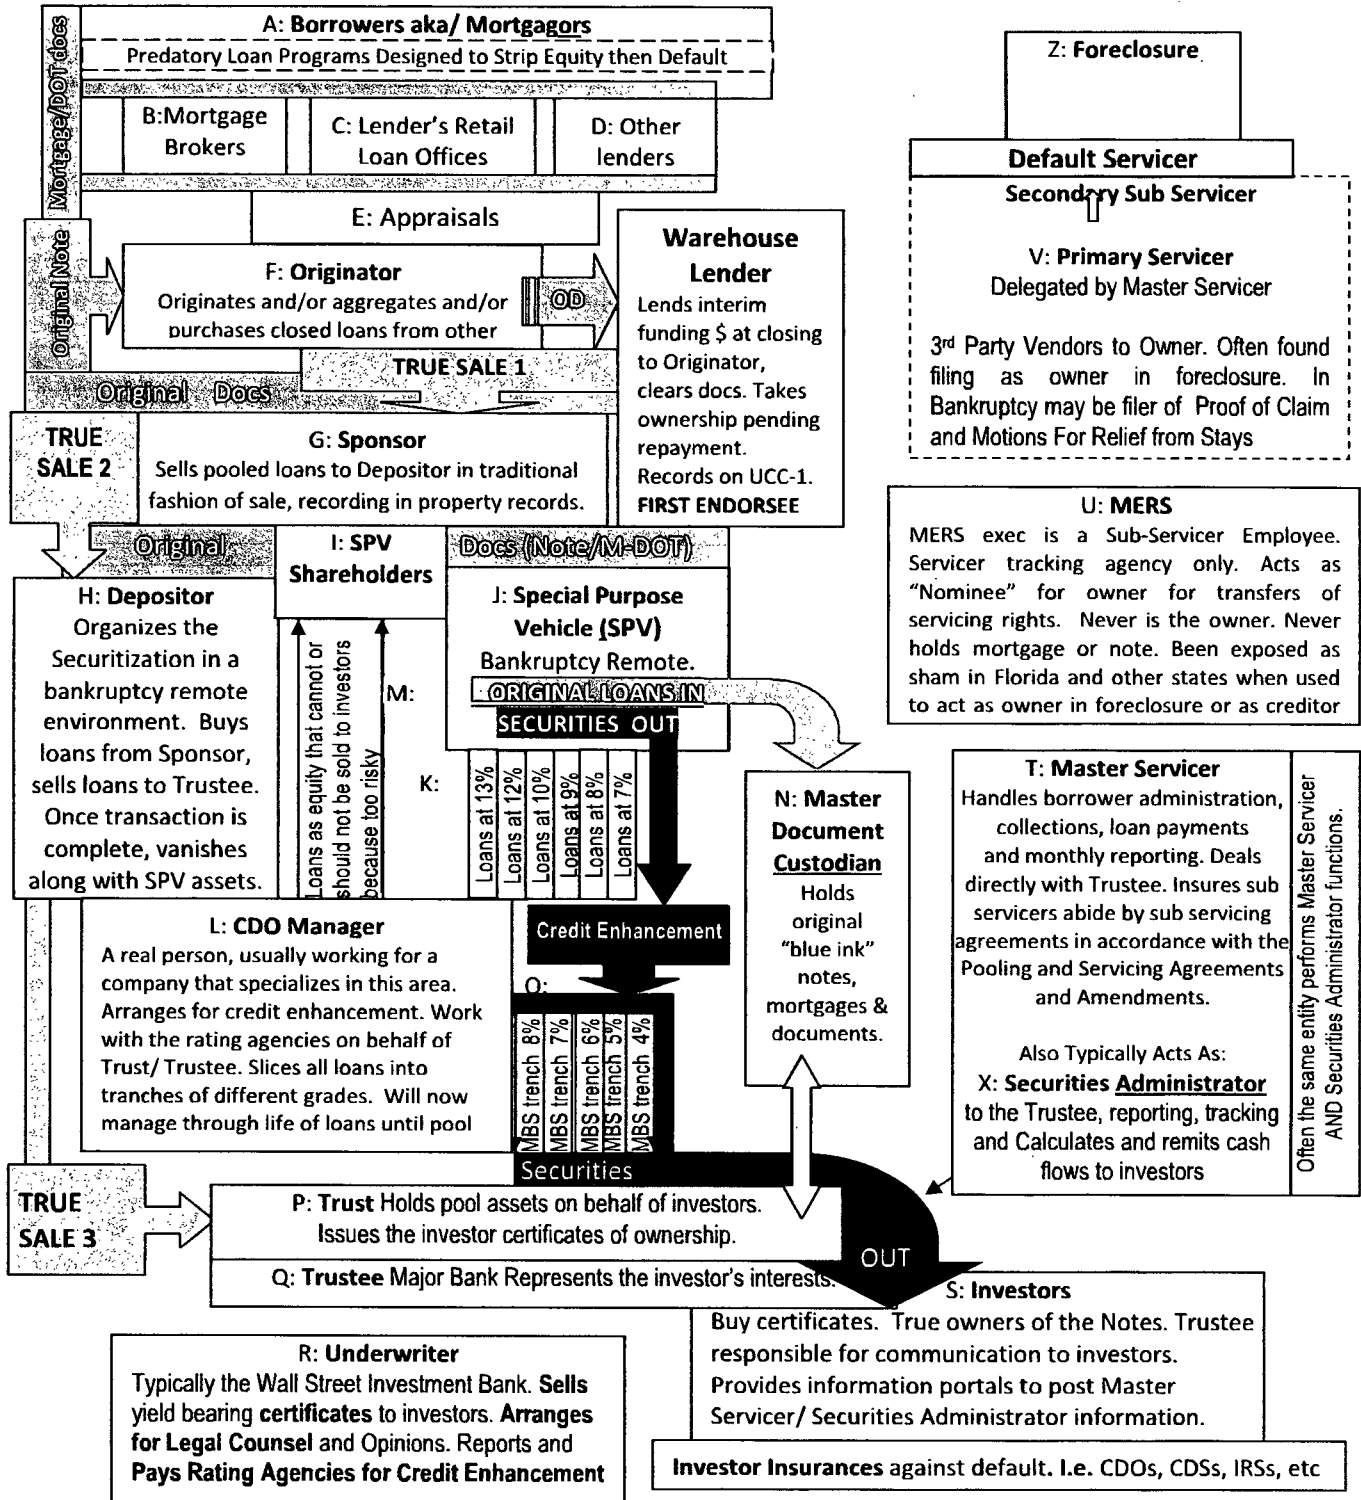 A: Borrowers aka/ Mortgagors
Predatory Loan Programs Designed to Strip Equity then Default
Mortgage/DOT docs
B:Mortgage
Brokers
C: Lender's Retail
Loan Offices
D: Other
lenders
E: Appraisals
Original Note
F: Originator
Originates and/or aggregates and/or
purchases closed loans from other
OD
Warehouse
Lender
Lends interim
funding $ at closing
to Originator,
clears docs. Takes
ownership pending
repayment.
Records on UCC-1.
FIRST ENDORSEE
TRUE SALE 1
Original Docs
TRUE
SALE 2
G: Sponsor
Sells pooled loans to Depositor in traditional
fashion of sale, recording in property records.
Original
I: SPV
Shareholders
Docs (Note/M-DOT)
H: Depositor
Organizes the
Securitization in a
bankruptcy remote
environment. Buys
loans from Sponsor,
sells loans to Trustee.
Once transaction is
complete, vanishes
along with SPV assets.
Loans as equity that cannot or
should not be sold to investors
because too risky
M:
K:
J: Special Purpose
Vehicle (SPV)
Bankruptcy Remote.
ORIGINAL LOANS IN
SECURITIES OUT
Loans at 13%
Loans at 12%
Loans at 10%
Loans at 9%
Loans at 8%
Loans at 7%
N: Master
Document
Custodian
Holds
original
"blue ink"
notes,
mortgages &
documents.
L: CDO Manager
A real person, usually working for a
company that specializes in this area.
Arranges for credit enhancement. Work
with the rating agencies on behalf of
Trust/ Trustee. Slices all loans into
tranches of different grades. Will now
manage through life of loans until pool
Credit Enhancement
O:
MBS trench 8%
MBS trench 7%
MBS trench 6%
MBS trench 5%
MBS trench 4%
Securities
OUT
TRUE
SALE 3
P: Trust Holds pool assets on behalf of investors.
Issues the investor certificates of ownership.
Q: Trustee Major Bank Represents the investor's interests.
R: Underwriter
Typically the Wall Street Investment Bank. Sells
yield bearing certificates to investors. Arranges
for Legal Counsel and Opinions. Reports and
Pays Rating Agencies for Credit Enhancement
S: Investors
Buy certificates. True owners of the Notes. Trustee
responsible for communication to investors.
Provides information portals to post Master
Servicer/ Securities Administrator information.
Investor Insurances against default. I.e. CDOs, CDSs, IRSs, etc
Z: Foreclosure
Default Servicer
Secondary Sub Servicer
V: Primary Servicer
Delegated by Master Servicer
3rd Party Vendors to Owner. Often found
filing as owner in foreclosure. In
Bankruptcy may be filer of Proof of Claim
and Motions For Relief from Stays
U: MERS
MERS exec is a Sub-Servicer Employee.
Servicer tracking agency only. Acts as
"Nominee" for owner for transfers of
servicing rights. Never is the owner. Never
holds mortgage or note. Been exposed as
sham in Florida and other states when used
to act as owner in foreclosure or as creditor
T: Master Servicer
Handles borrower administration,
collections, loan payments
and monthly reporting. Deals
directly with Trustee. Insures sub
servicers abide by sub servicing
agreements in accordance with the
Pooling and Servicing Agreements
and Amendments.
Also Typically Acts As:
X: Securities Administrator
to the Trustee, reporting, tracking
and Calculates and remits cash
flows to investors
Often the same entity performs Master Servicer
AND Securities Administrator functions.